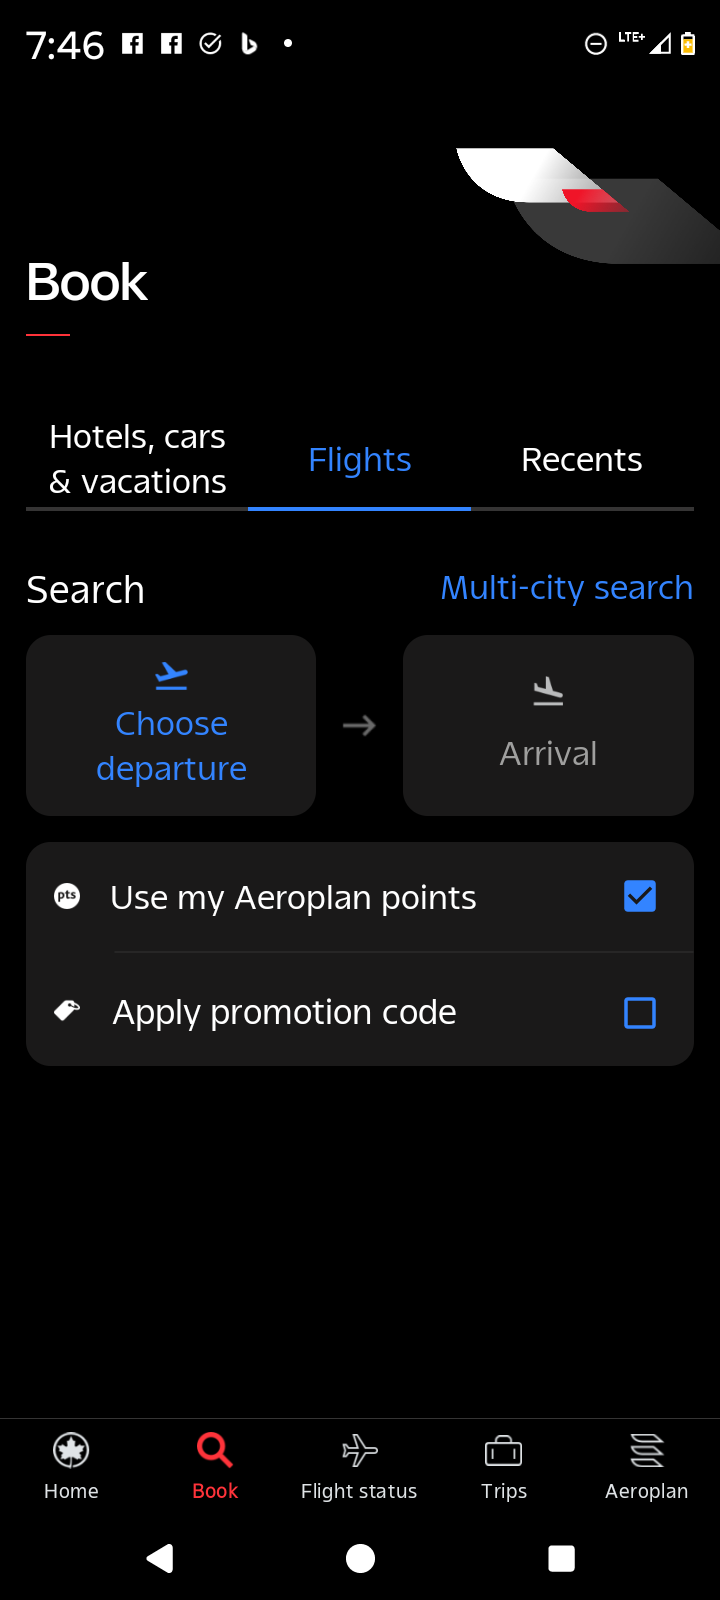 7:46
LTE+
Book
Hotels, cars
& vacations
Flights
Recents
Search
Multi-city search
Choose
departure
Arrival
pts
Use my Aeroplan points
Apply promotion code
Home
Book
Flight status
Trips
Aeroplan